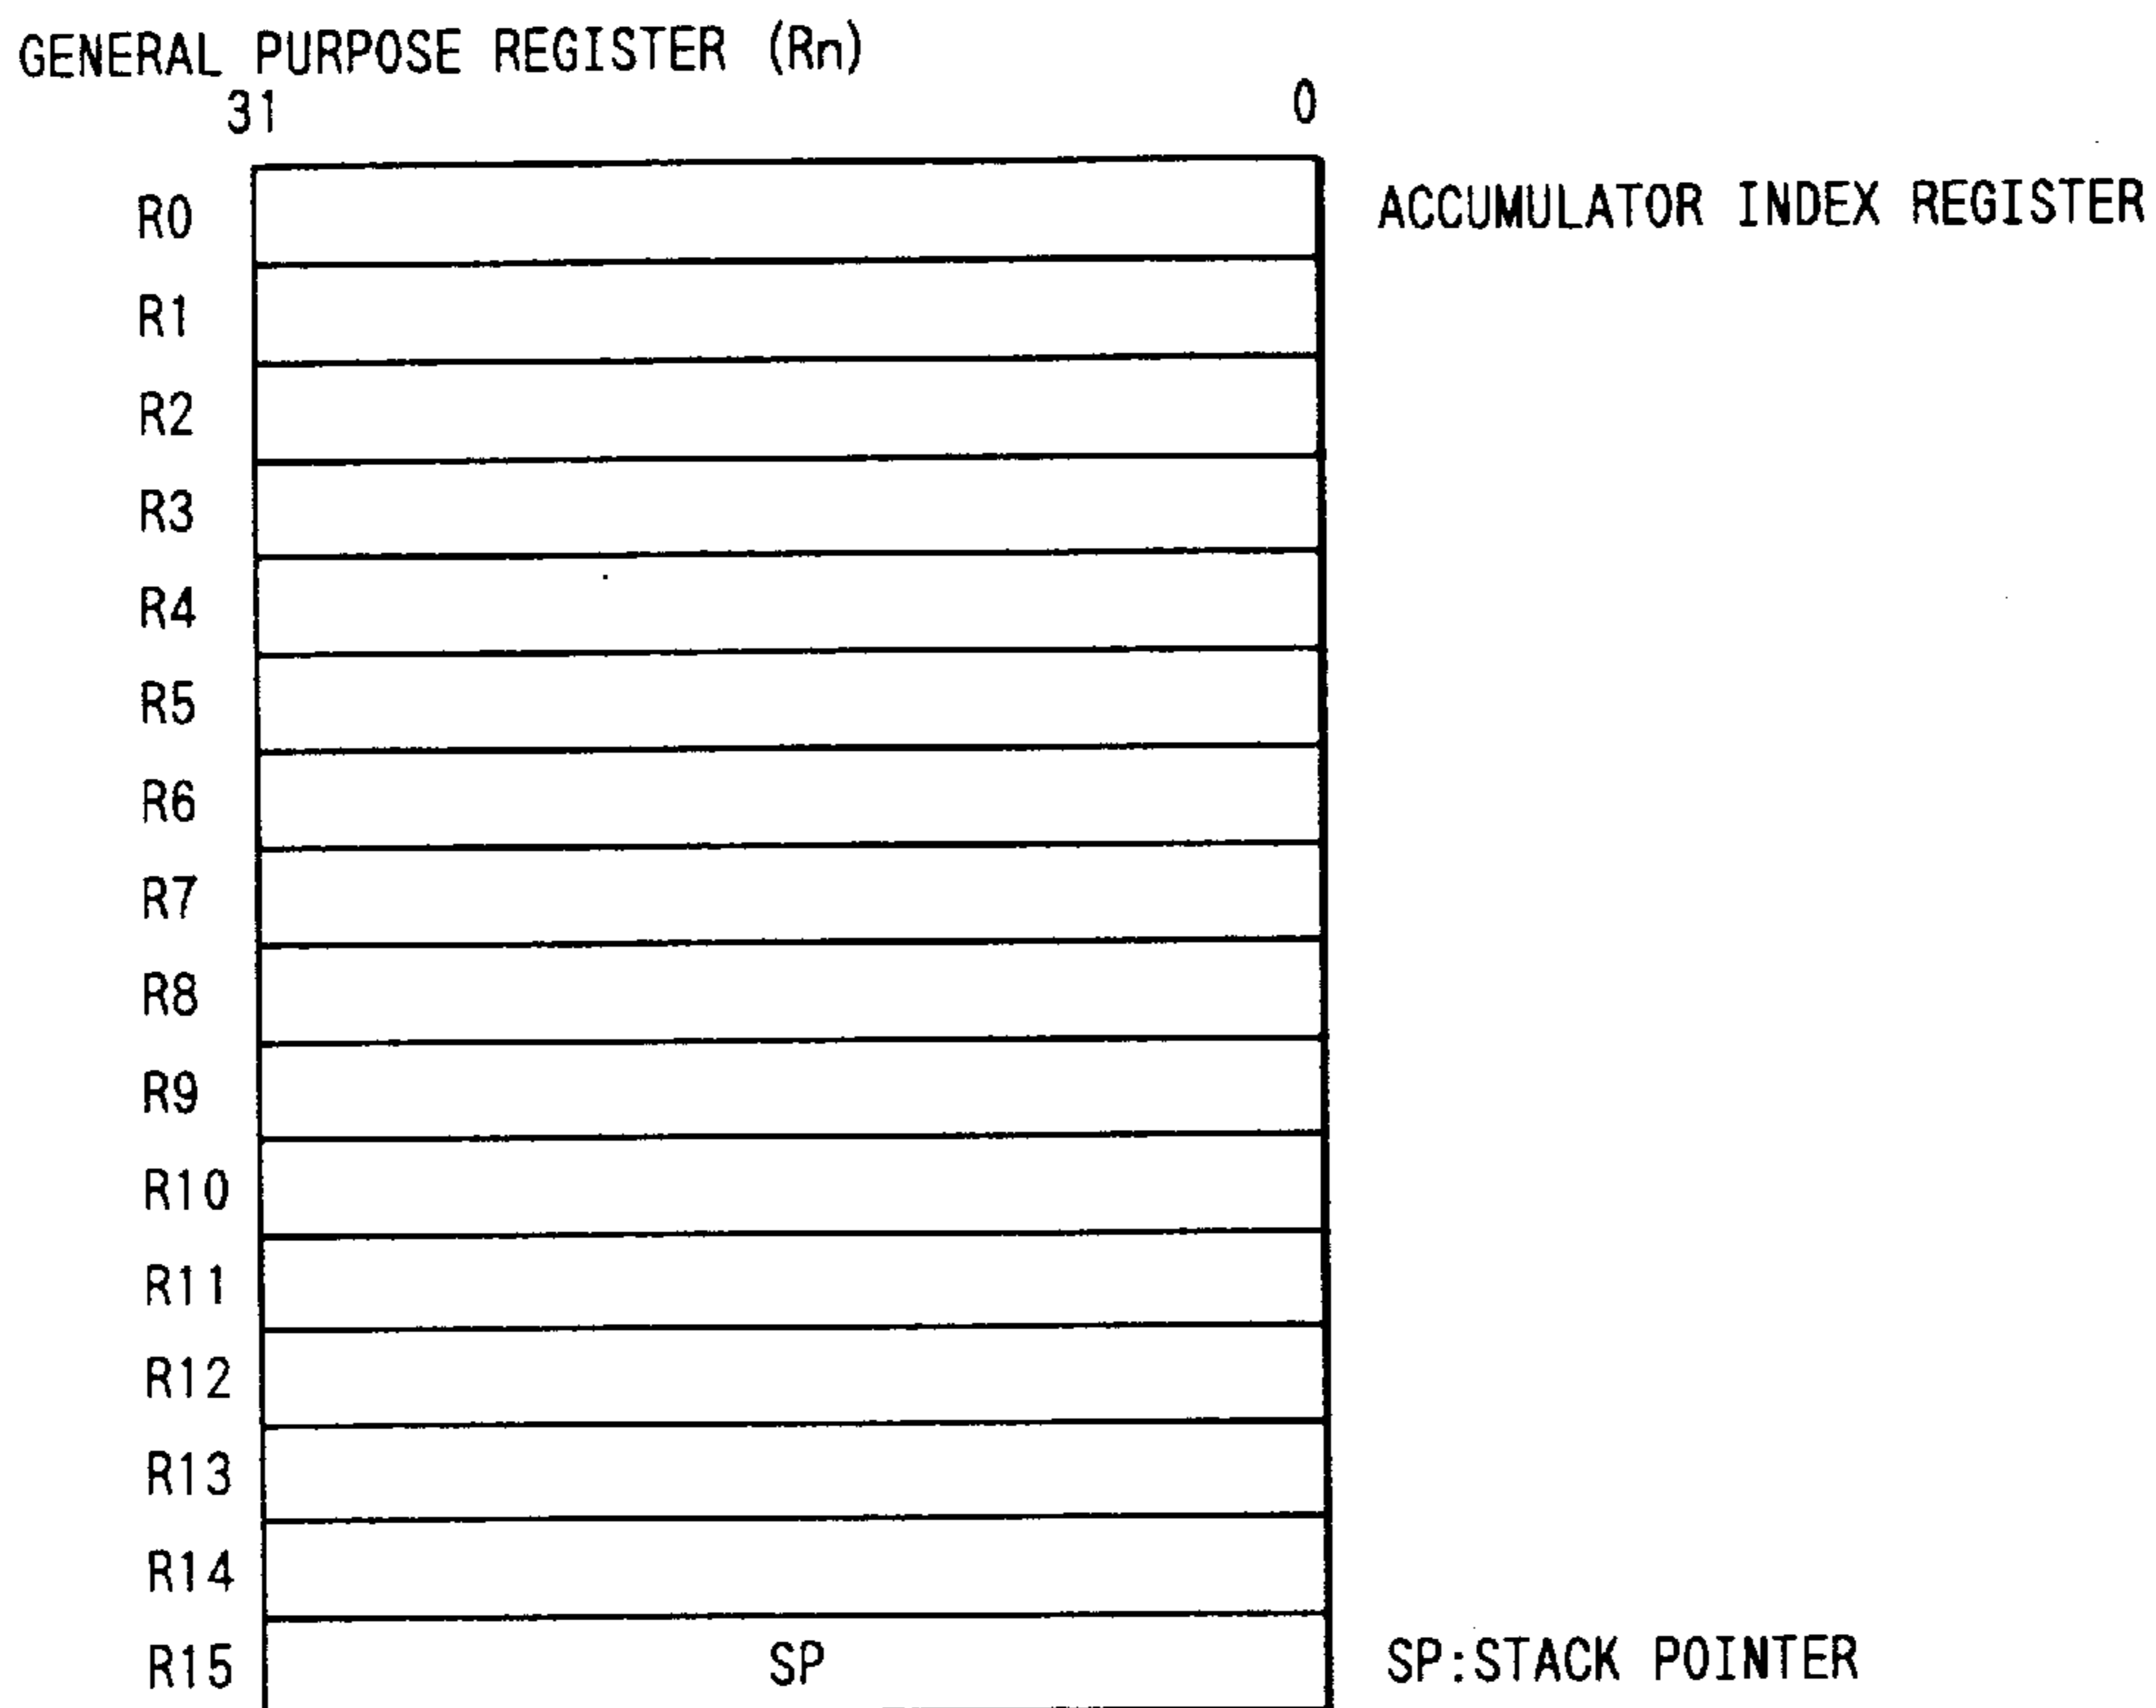 GENERAL PURPOSE REGISTER (Rn)
31 0
R0 ACCUMULATOR INDEX REGISTER
R1
R2
R3
R4
R5
R6
R7
R8
R9
R10
R11
R12
R13
R14
R15 SP SP:STACK POINTER